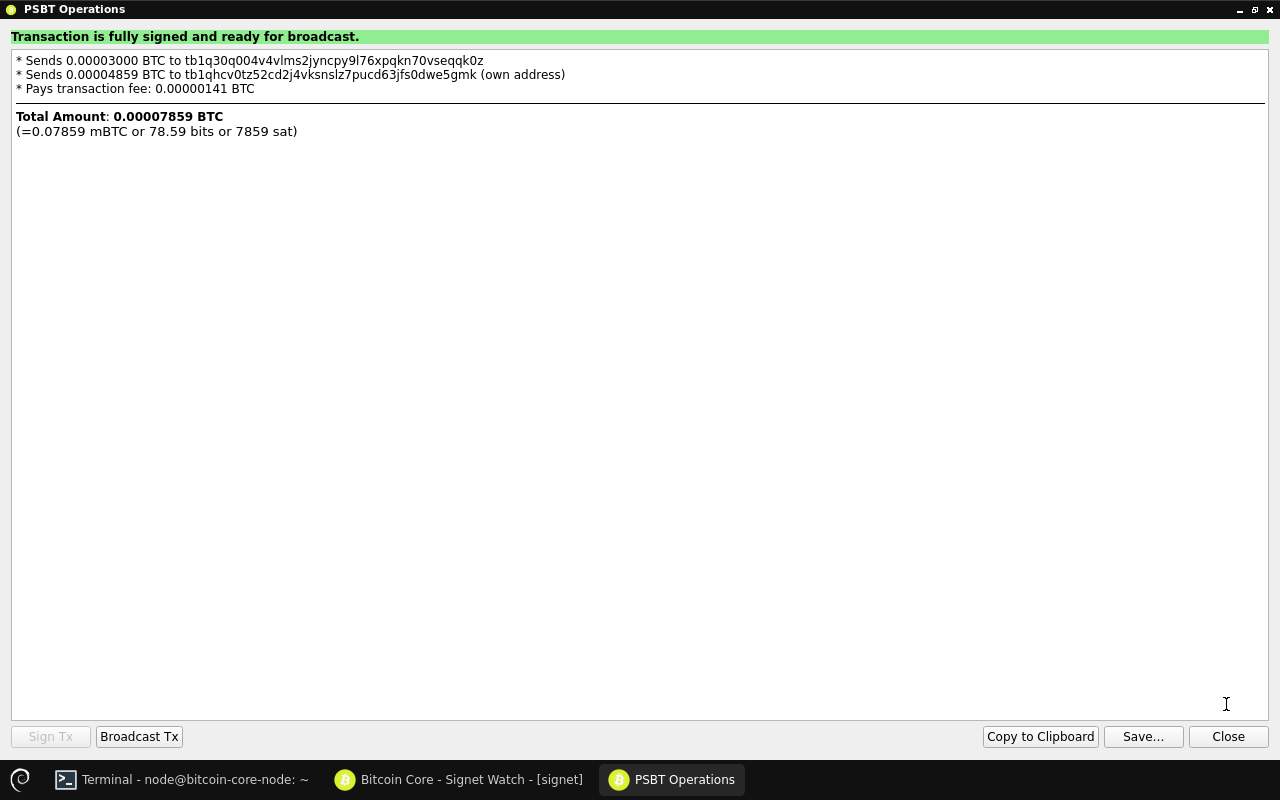 PSBT Operations
Transaction is fully signed and ready for broadcast.
* Sends 0.00003000 BTC to tb1q30q004v4vlms2jyncpy9l76xpqkn70vseqqk0z
* Sends 0.00004859 BTC to tb1qhcv0tz52cd2j4vksnslz7pucd63jfs0dwe5gmk (own address)
* Pays transaction fee: 0.00000141 BTC
Total Amount: 0.00007859 BTC
(=0.07859 mBTC or 78.59 bits or 7859 sat)
Sign Tx Broadcast Tx Copy to Clipboard Save... Close
Terminal - node@bitcoin-core-node: ~ Bitcoin Core - Signet Watch - [signet] PSBT Operations